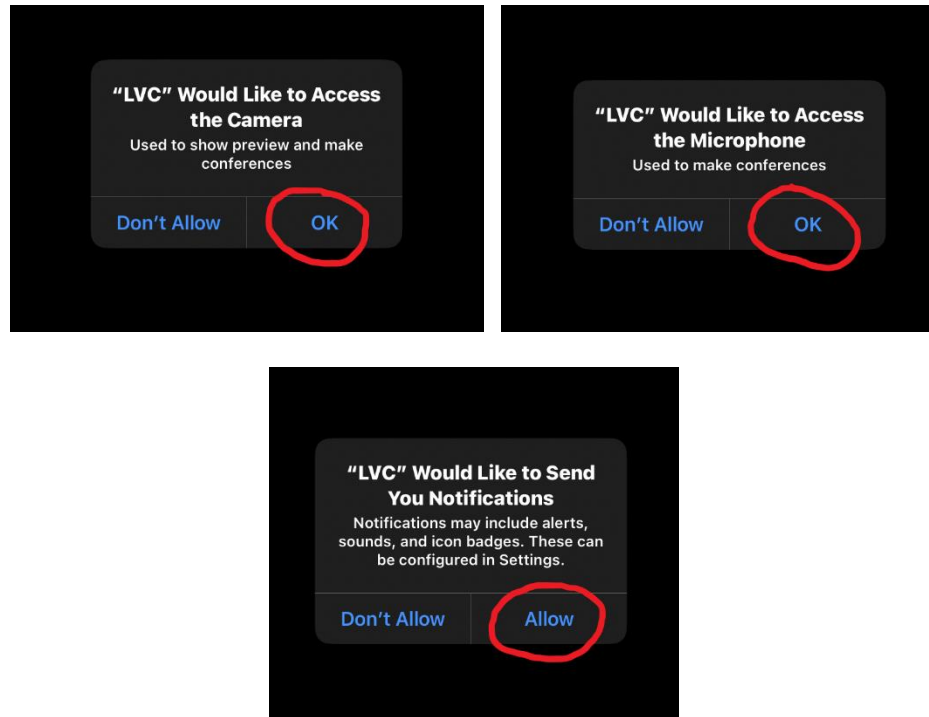 “LVC” Would Like to Access
the Camera
Used to show preview and make
conferences
Don’t Allow
OK
“LVC” Would Like to Access
the Microphone
Used to make conferences
Don’t Allow
OK
“LVC” Would Like to Send
You Notifications
Notifications may include alerts,
sounds, and icon badges. These can
be configured in Settings.
Don’t Allow
Allow